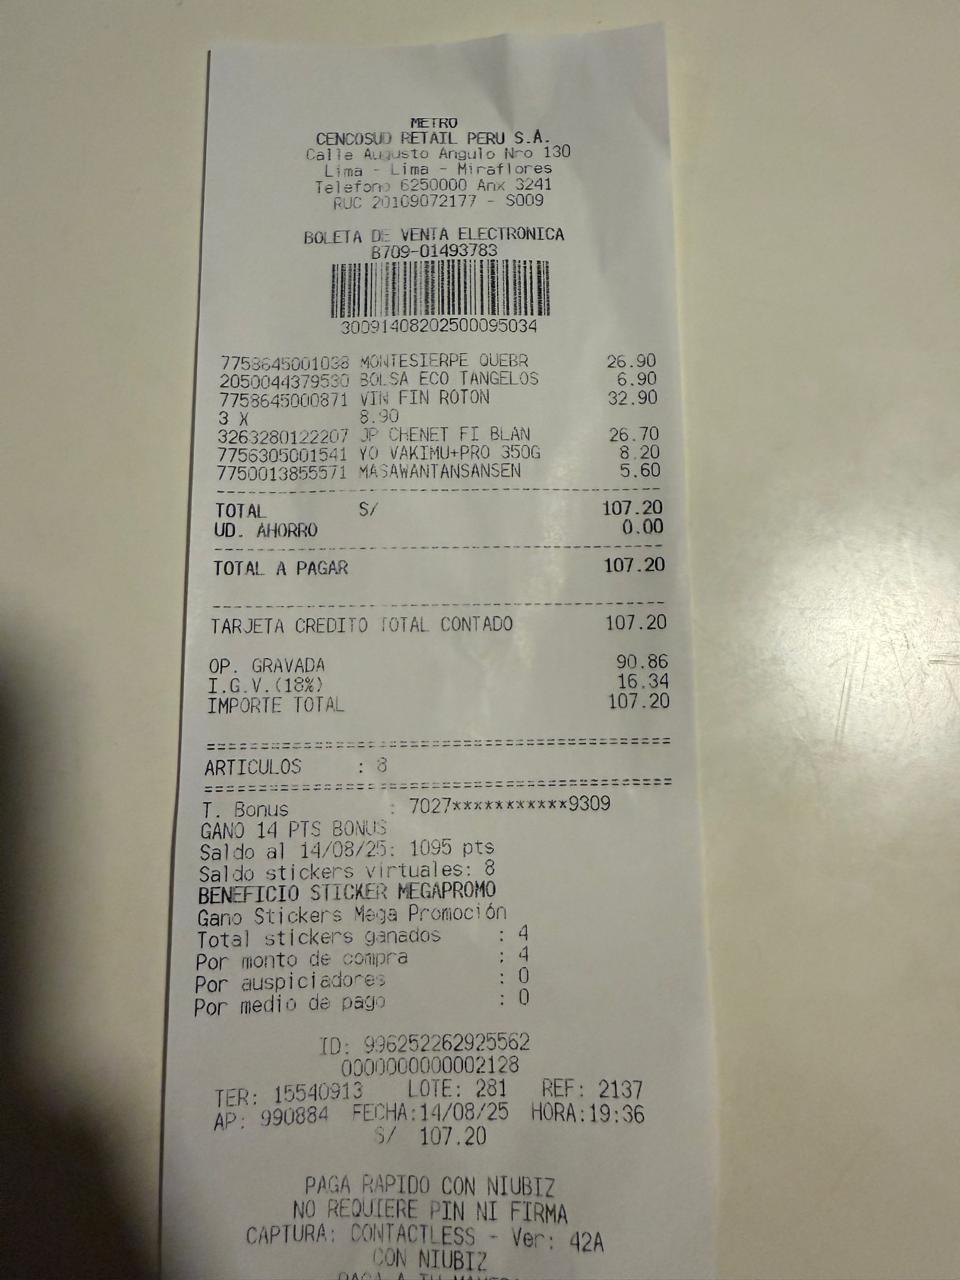 METRO
CENCOSUD RETAIL PERU S.A.
Calle Augusto Angulo Nro 130
Lima - Lima - Miraflores
Telefono 6250000 Anx 3241
RUC 20109072177 - S009
BOLETA DE VENTA ELECTRONICA
B709-01493783
30091408202500095034
7758645001038 MONTESIERPE QUEBR 26.90
2050044379530 BOLSA ECO TANGELOS 6.90
7758645000871 VIN FIN ROTON 32.90
3 X 8.90
3263280122207 JP CHENET FI BLAN 26.70
7756305001541 YO VAKIMU+PRO 350G 8.20
7750013855571 MASAWANTANSANSEN 5.60
TOTAL S/ 107.20
UD. AHORRO 0.00
TOTAL A PAGAR 107.20
TARJETA CREDITO TOTAL CONTADO 107.20
OP. GRAVADA 90.86
I.G.V.(18%) 16.34
IMPORTE TOTAL 107.20
ARTICULOS : 8
T. Bonus : 7027***********9309
GANO 14 PTS BONUS
Saldo al 14/08/25: 1095 pts
Saldo stickers virtuales: 8
BENEFICIO STICKER MEGAPROMO
Gano Stickers Mega Promoción
Total stickers ganados : 4
Por monto de compra : 4
Por auspiciadores : 0
Por medio de pago : 0
ID: 996252262925562
0000000000002128
TER: 15540913 LOTE: 281 REF: 2137
AP: 990884 FECHA:14/08/25 HORA:19:36
S/ 107.20
PAGA RAPIDO CON NIUBIZ
NO REQUIERE PIN NI FIRMA
CAPTURA: CONTACTLESS - Ver: 42A
CON NIUBIZ
PAGA A TU